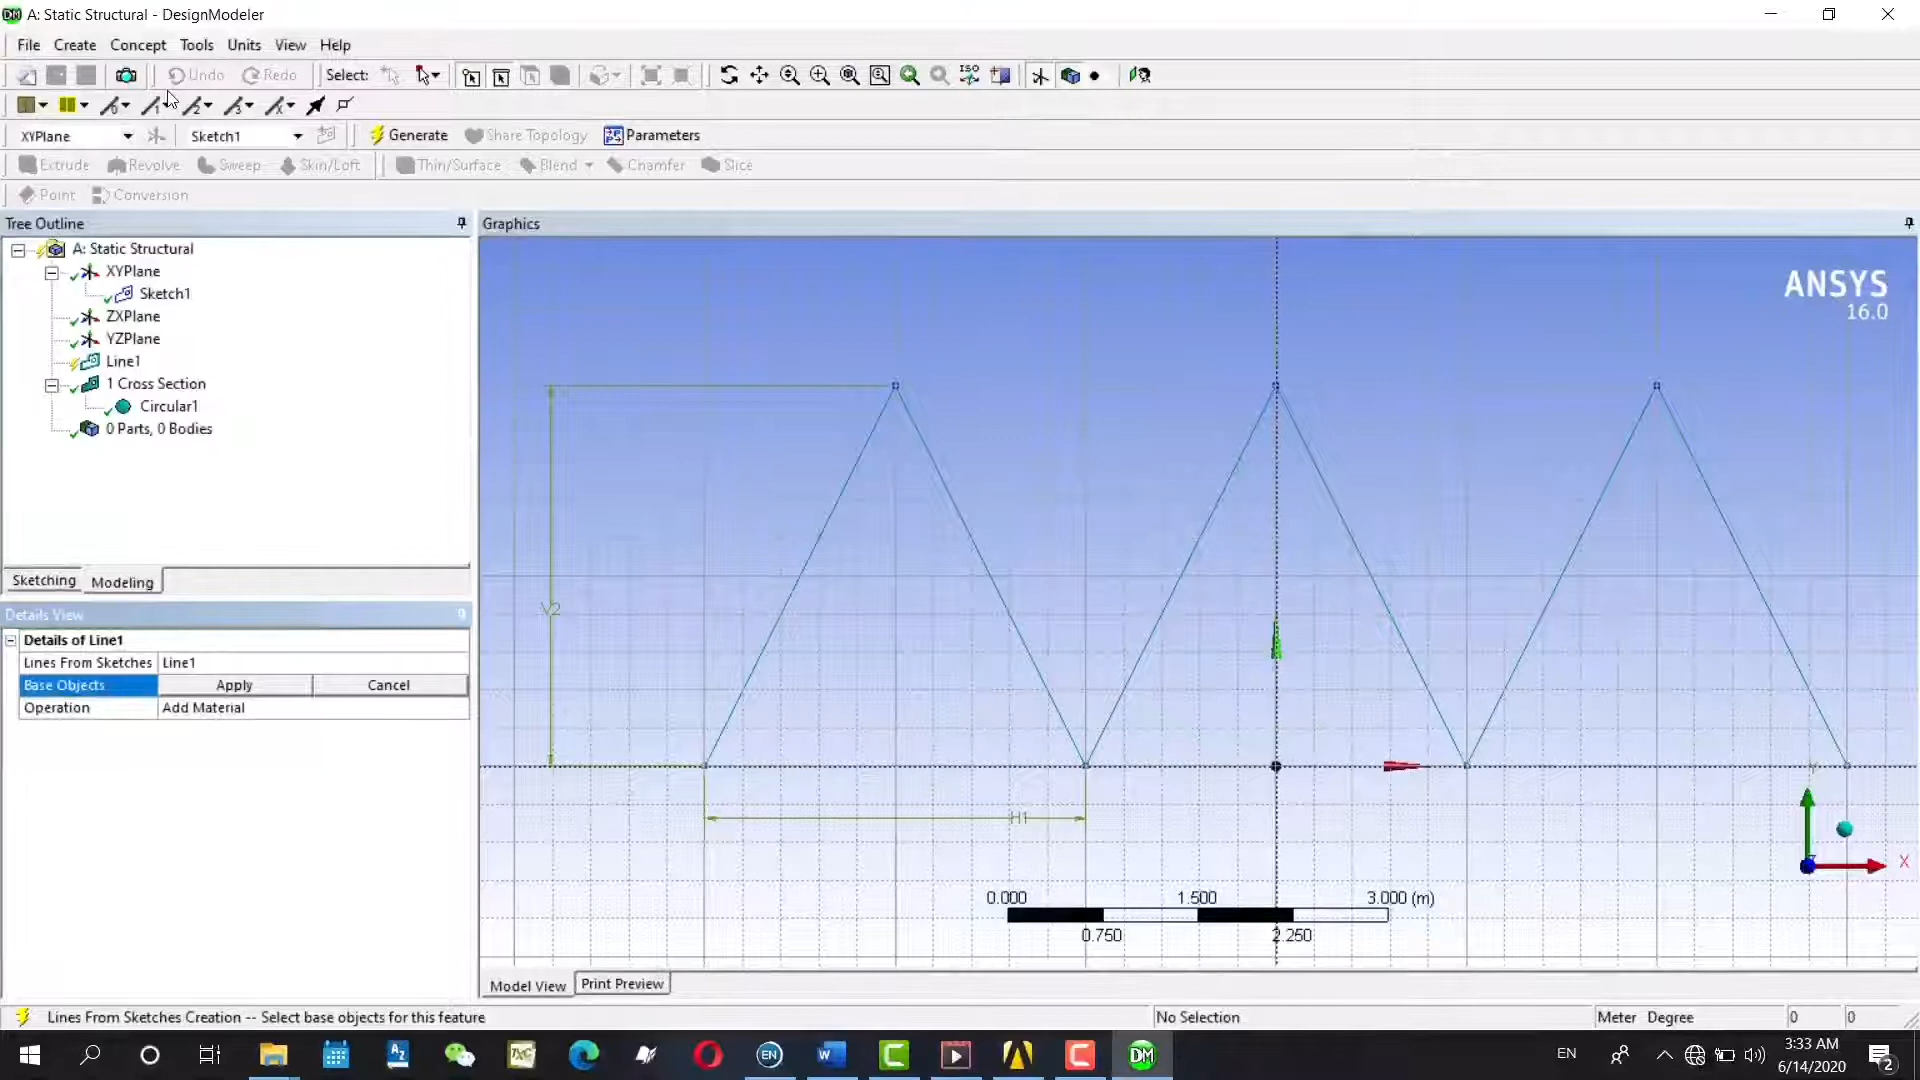 A: Static Structural - DesignModeler
File Create Concept Tools Units View Help
Undo Redo Select: ISO
XYPlane Sketch1 Generate Share Topology Parameters
Extrude Revolve Sweep Skin/Loft Thin/Surface Blend Chamfer Slice
Point Conversion
Tree Outline
A: Static Structural
XYPlane
Sketch1
ZXPlane
YZPlane
Line1
1 Cross Section
Circular1
0 Parts, 0 Bodies
Sketching Modeling
Details View
Details of Line1
Lines From Sketches Line1
Base Objects Apply Cancel
Operation Add Material
Graphics
ANSYS
16.0
V2
H1
Y
X
0.000 1.500 3.000 (m)
0.750 2.250
Model View Print Preview
Lines From Sketches Creation -- Select base objects for this feature No Selection Meter Degree 0 0
EN W DM EN 3:33 AM
6/14/2020
2